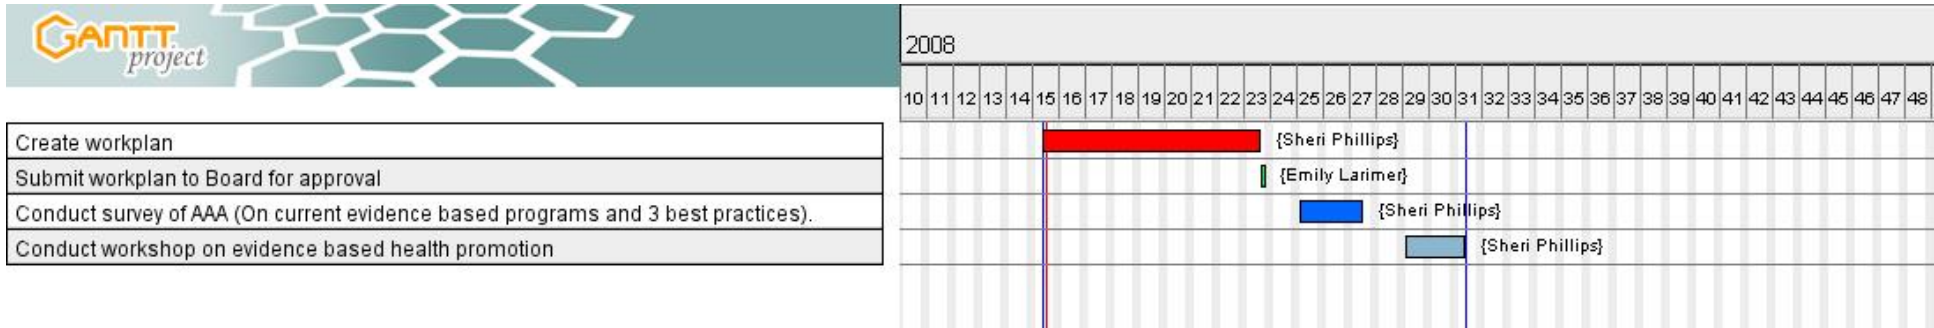 GANTT
project
2008
10 11 12 13 14 15 16 17 18 19 20 21 22 23 24 25 26 27 28 29 30 31 32 33 34 35 36 37 38 39 40 41 42 43 44 45 46 47 48
Create workplan {Sheri Phillips}
Submit workplan to Board for approval {Emily Larimer}
Conduct survey of AAA (On current evidence based programs and 3 best practices). {Sheri Phillips}
Conduct workshop on evidence based health promotion {Sheri Phillips}